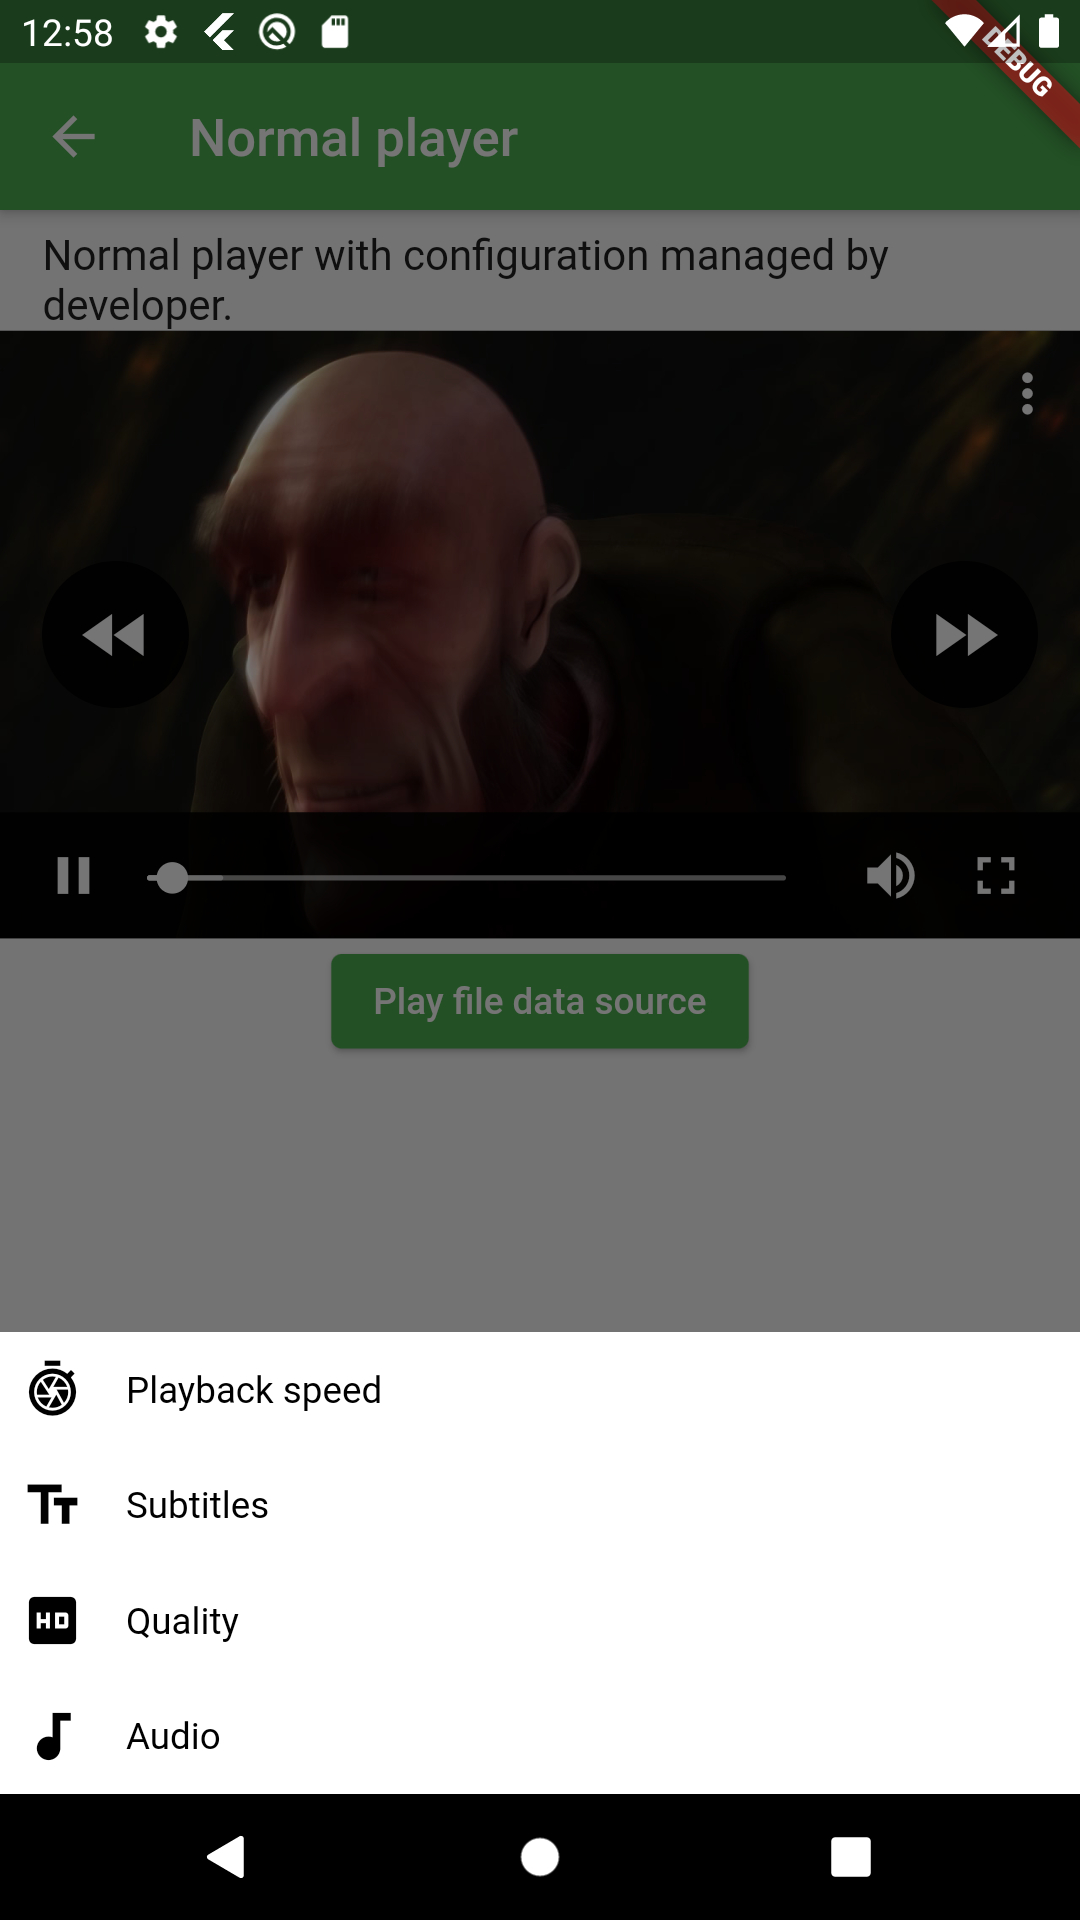 12:58
DEBUG
Normal player
Normal player with configuration managed by
developer.
Play file data source
Playback speed
Subtitles
HD
Quality
Audio